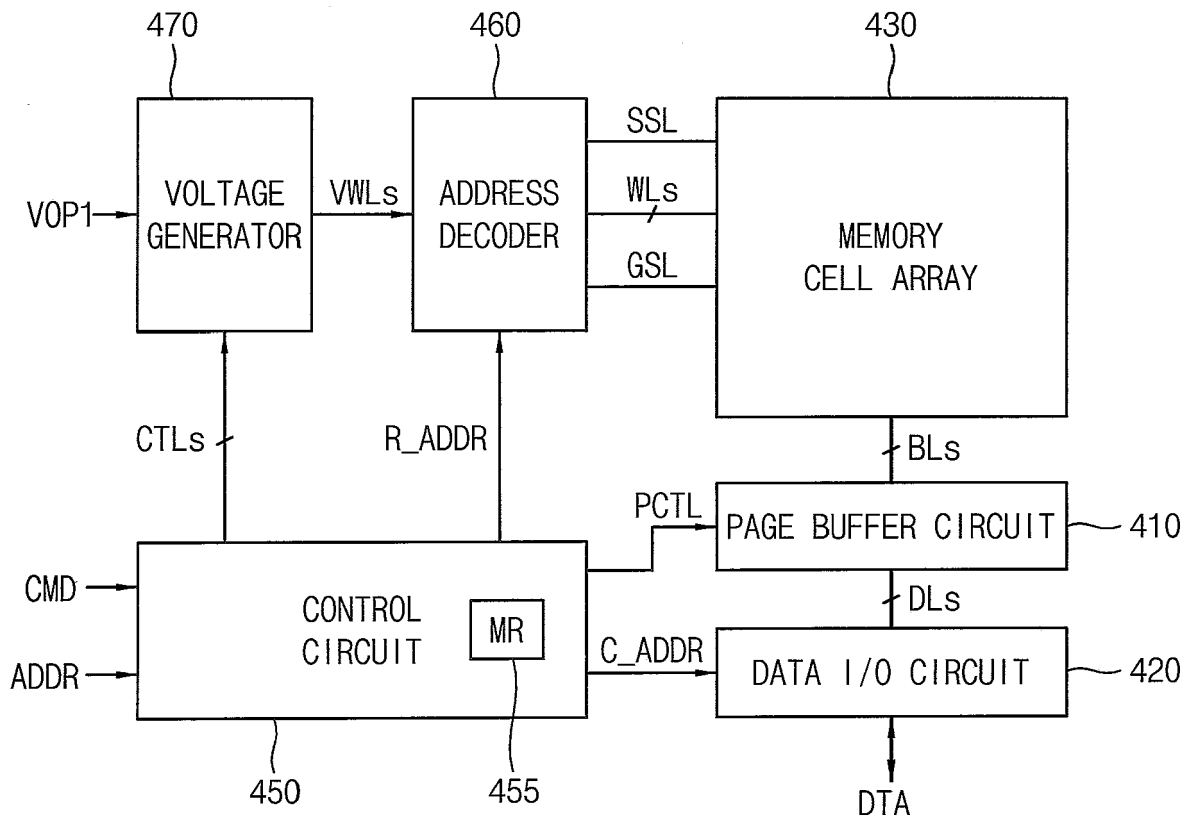 470
460
430
VOP1
VOLTAGE
GENERATOR
VWLs
ADDRESS
DECODER
SSL
WLs
GSL
MEMORY
CELL ARRAY
CTLs
R_ADDR
BLs
PCTL
PAGE BUFFER CIRCUIT
410
CMD
ADDR
CONTROL
CIRCUIT
MR
DLs
C_ADDR
DATA I/O CIRCUIT
420
450
455
DTA